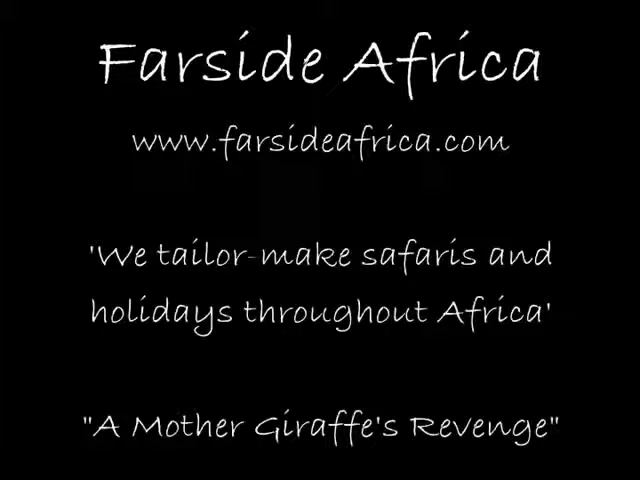 Farside Africa
www.farsideafrica.com
'We tailor-make safaris and
holidays throughout Africa'
"A Mother Giraffe's Revenge"